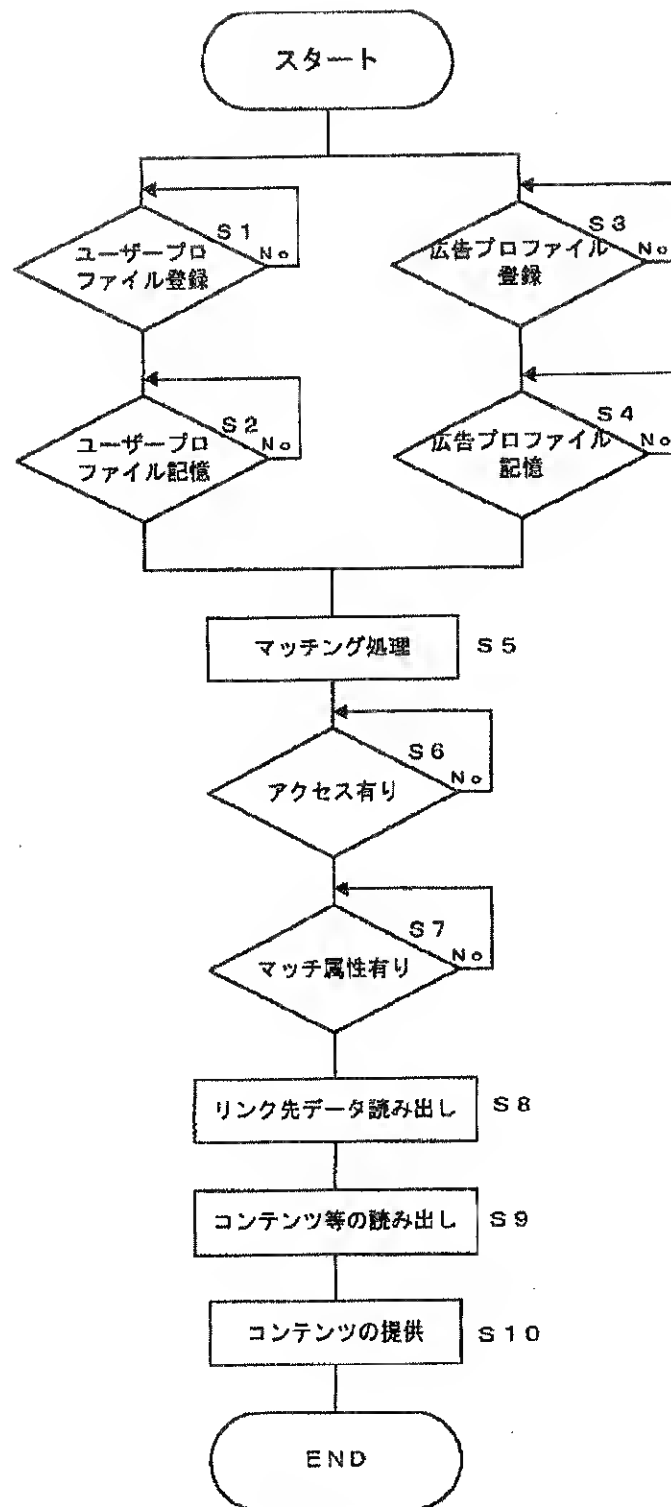 スタート
S1
ユーザープロ
ファイル登録
No
S3
広告プロファイル
登録
No
S2
ユーザープロ
ファイル記憶
No
S4
広告プロファイル
記憶
No
マッチング処理
S5
S6
アクセス有り
No
S7
マッチ属性有り
No
リンク先データ読み出し
S8
コンテンツ等の読み出し
S9
コンテンツの提供
S10
END